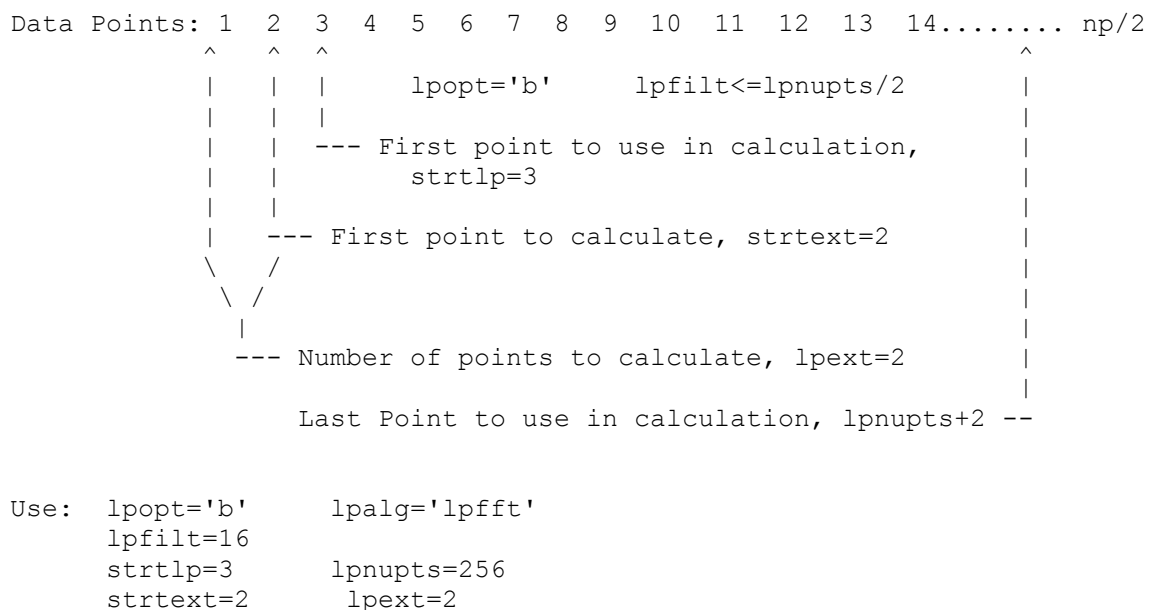 Data Points: 1 2 3 4 5 6 7 8 9 10 11 12 13 14........ np/2
lpopt='b' lpfilt<=lpnupts/2
--- First point to use in calculation,
strtlp=3
--- First point to calculate, strtext=2
--- Number of points to calculate, lpext=2
Last Point to use in calculation, lpnupts+2 --
Use: lpopt='b' lpalg='lpfft'
lpfilt=16
strtlp=3 lpnupts=256
strtext=2 lpext=2